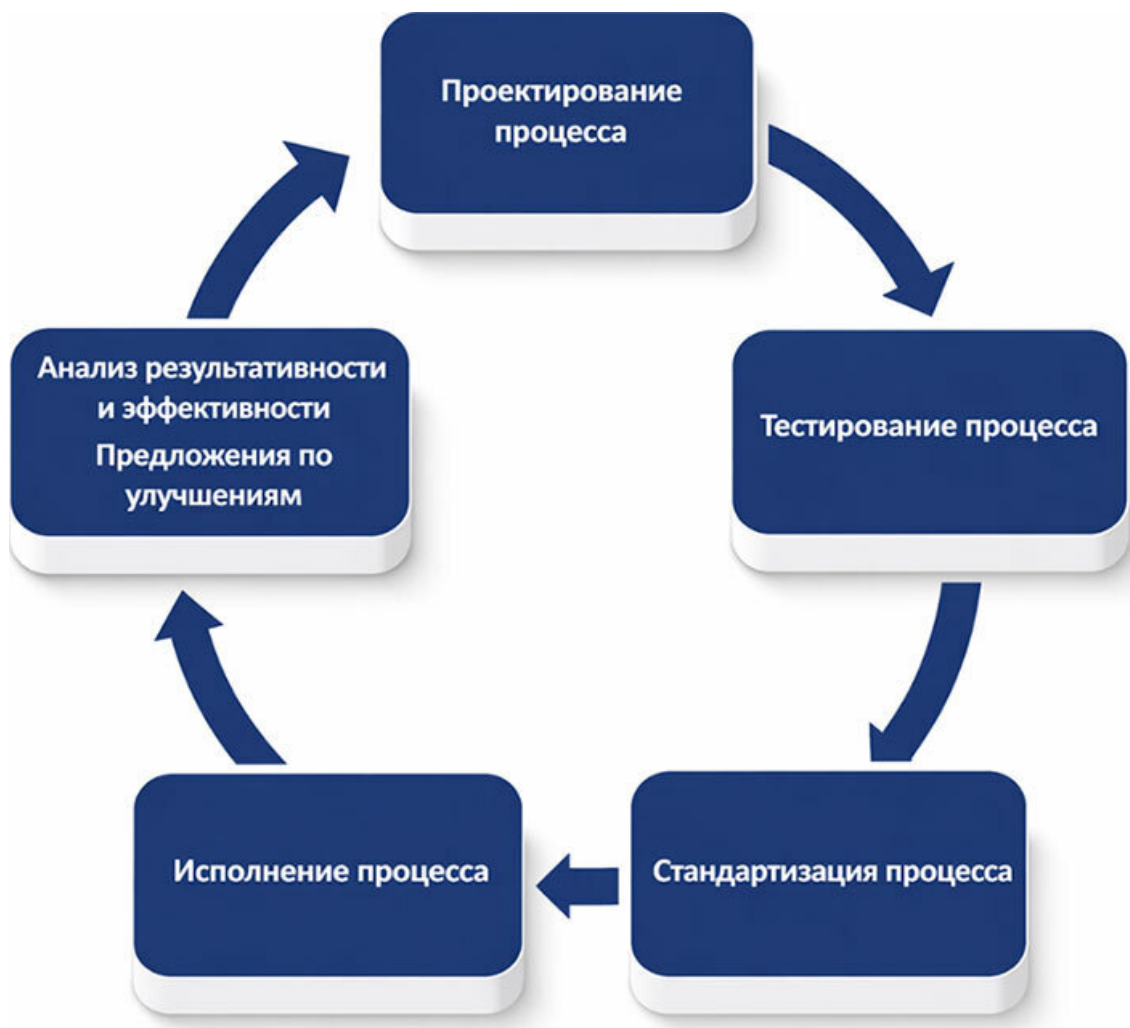 Проектирование
процесса
Анализ результативности
и эффективности
Предложения по
улучшениям
Тестирование процесса
Исполнение процесса
Стандартизация процесса